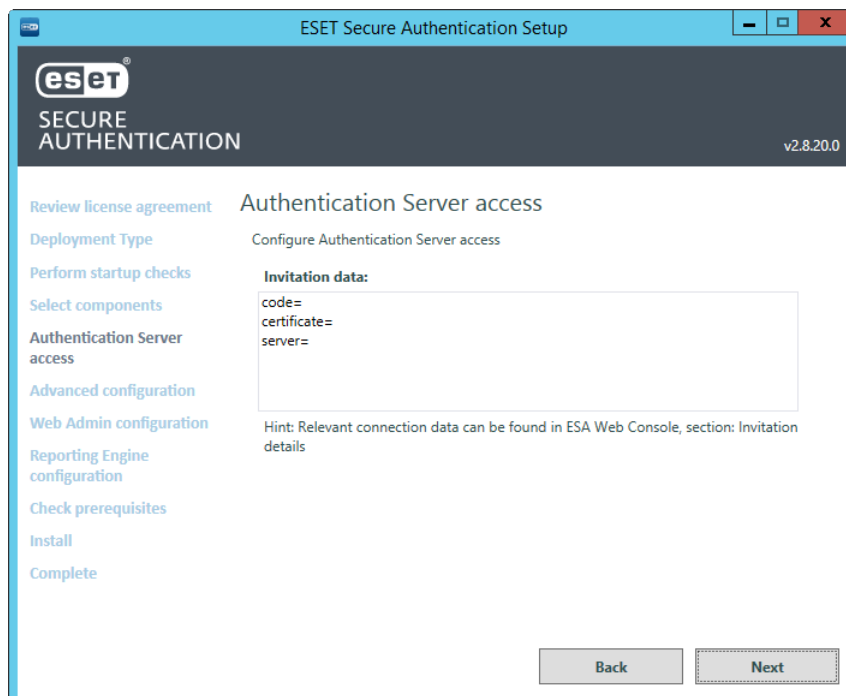 ESET Secure Authentication Setup
eseT®
SECURE
AUTHENTICATION
v2.8.20.0
Review license agreement
Deployment Type
Perform startup checks
Select components
Authentication Server
access
Advanced configuration
Web Admin configuration
Reporting Engine
configuration
Check prerequisites
Install
Complete
Authentication Server access
Configure Authentication Server access
Invitation data:
code=
certificate=
server=
Hint: Relevant connection data can be found in ESA Web Console, section: Invitation
details
Back
Next